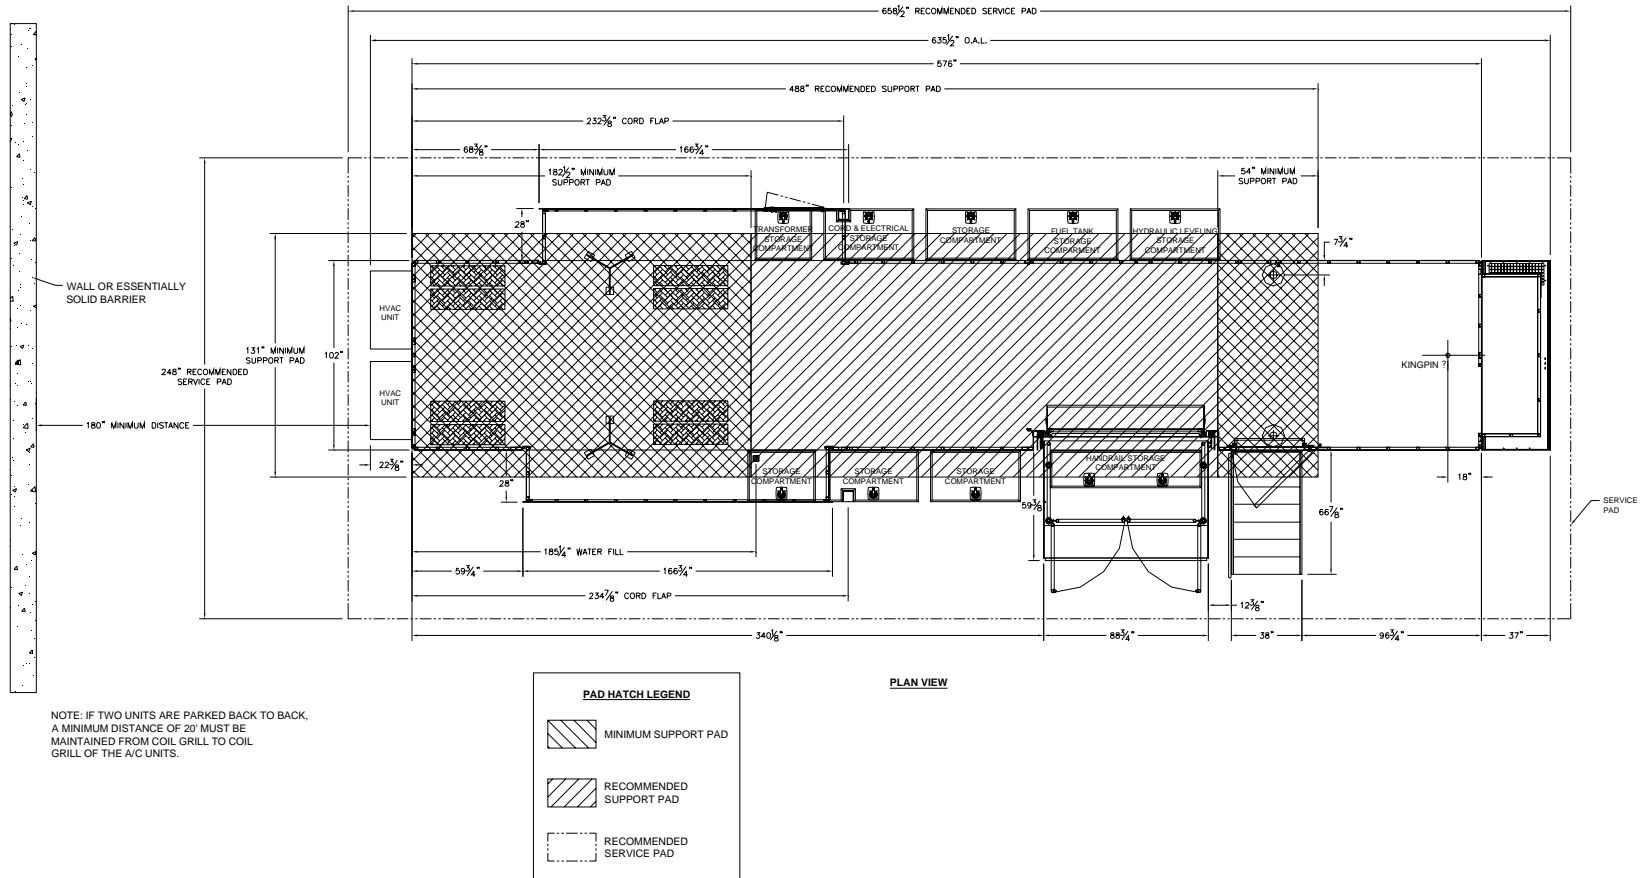 658½" RECOMMENDED SERVICE PAD
635½" O.A.L.
576"
488" RECOMMENDED SUPPORT PAD
232⅜" CORD FLAP
68⅜"
166¾"
182½" MINIMUM
SUPPORT PAD
54" MINIMUM
SUPPORT PAD
28"
TRANSFORMER
STORAGE
COMPARTMENT
CORD & ELECTRICAL
STORAGE
COMPARTMENT
STORAGE
COMPARTMENT
FUEL TANK
STORAGE
COMPARMENT
HYDRAULIC LEVELING
STORAGE
COMPARTMENT
7¾"
WALL OR ESSENTIALLY
SOLID BARRIER
HVAC
UNIT
131" MINIMUM
SUPPORT PAD
102"
248" RECOMMENDED
SERVICE PAD
KINGPIN ?
HVAC
UNIT
180" MINIMUM DISTANCE
22⅜"
28"
STORAGE
COMPARTMENT
STORAGE
COMPARTMENT
STORAGE
COMPARTMENT
HANDRAIL STORAGE
COMPARTMENT
18"
59⅜"
66⅞"
SERVICE
PAD
185¼" WATER FILL
59¾"
166¾"
234⅞" CORD FLAP
12⅜"
340⅛"
88¾"
38"
96¾"
37"
PLAN VIEW
PAD HATCH LEGEND
MINIMUM SUPPORT PAD
RECOMMENDED
SUPPORT PAD
RECOMMENDED
SERVICE PAD
NOTE: IF TWO UNITS ARE PARKED BACK TO BACK,
A MINIMUM DISTANCE OF 20' MUST BE
MAINTAINED FROM COIL GRILL TO COIL
GRILL OF THE A/C UNITS.